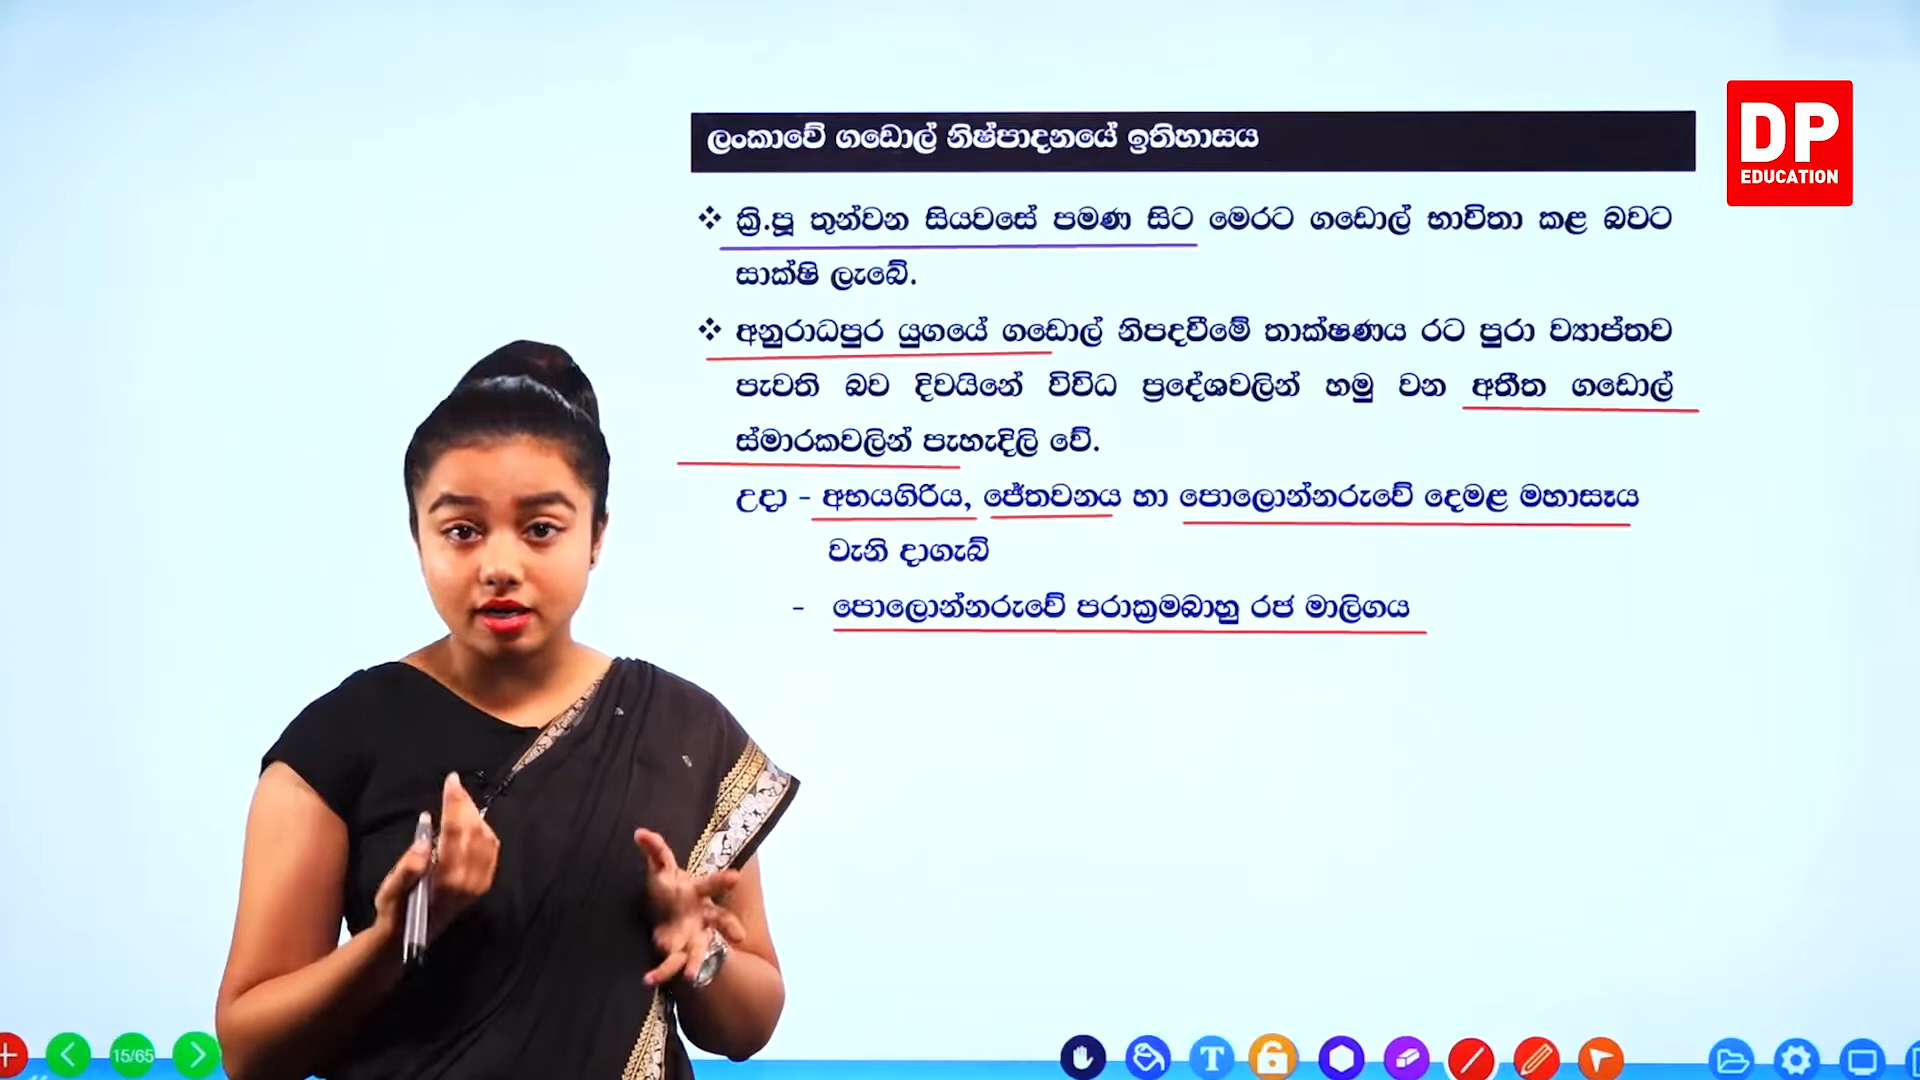 ලංකාවේ ගඩොල් නිෂ්පාදනයේ ඉතිහාසය
DP
EDUCATION
❖ ක්‍රි.පූ තුන්වන සියවසේ පමණ සිට මෙරට ගඩොල් භාවිතා කළ බවට
සාක්ෂි ලැබේ.
❖ අනුරාධපුර යුගයේ ගඩොල් නිපදවීමේ තාක්ෂණය රට පුරා ව්‍යාප්තව
පැවති බව දිවයිනේ විවිධ ප්‍රදේශවලින් හමු වන අතීත ගඩොල්
ස්මාරකවලින් පැහැදිලි වේ.
උදා - අභයගිරිය, ජේතවනය හා පොලොන්නරුවේ දෙමළ මහාසෑය
වැනි දාගැබ්
- පොලොන්නරුවේ පරාක්‍රමබාහු රජ මාලිගය
15/65
T